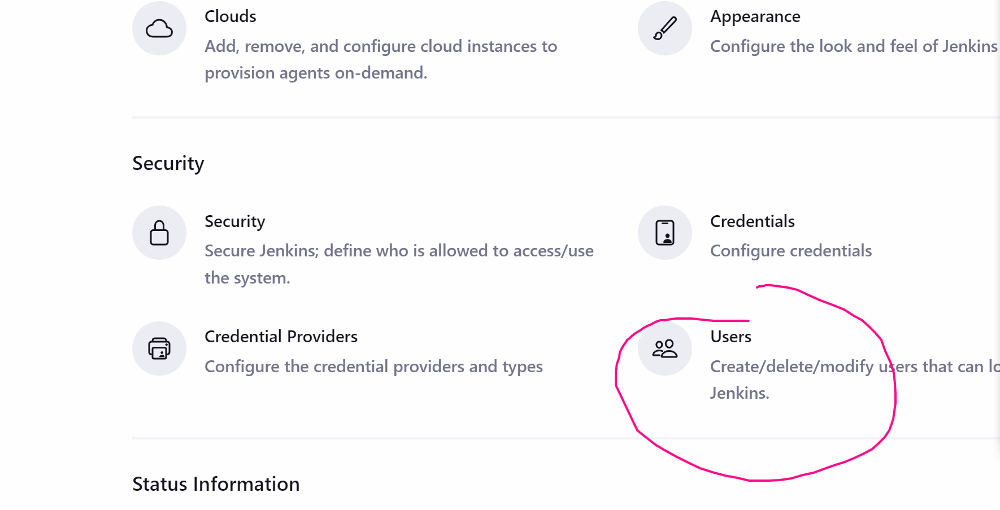 Clouds
Add, remove, and configure cloud instances to
provision agents on-demand.
Appearance
Configure the look and feel of Jenkins
Security
Security
Secure Jenkins; define who is allowed to access/use
the system.
Credentials
Configure credentials
Credential Providers
Configure the credential providers and types
Users
Create/delete/modify users that can lo
Jenkins.
Status Information